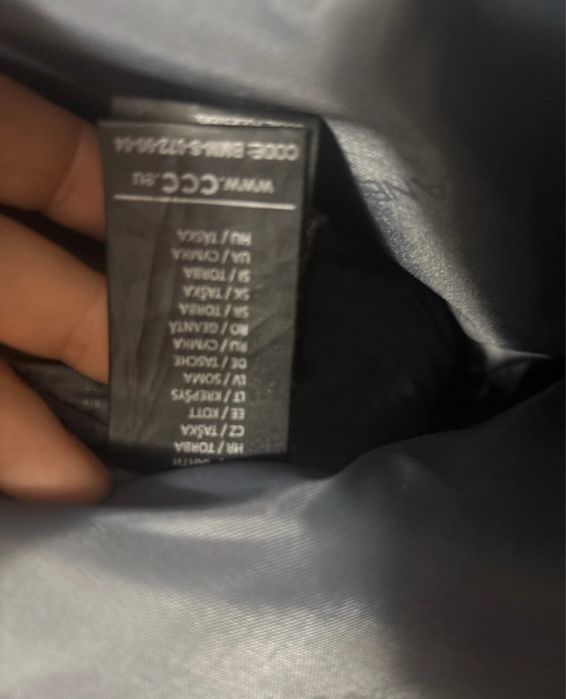 HR / TORBA
CZ / TAŠKA
EE / KOTT
LT / KREPŠYS
LV / SOMA
DE / TASCHE
RU / СУМКА
RO / GEANTĂ
SR / TORBA
SK / TAŠKA
SI / TORBA
UA / СУМКА
HU / TÁSKA
www.CCC.eu
CODE:
ANE